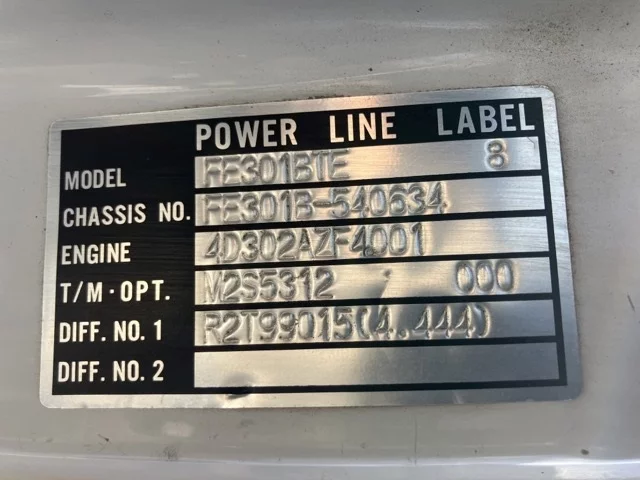 POWER LINE LABEL
MODEL FE301BTE 8
CHASSIS NO. FE301B-540634
ENGINE 4D302AZF4001
T/M·OPT. M2S5312 000
DIFF. NO. 1 R2T99015(4.444)
DIFF. NO. 2